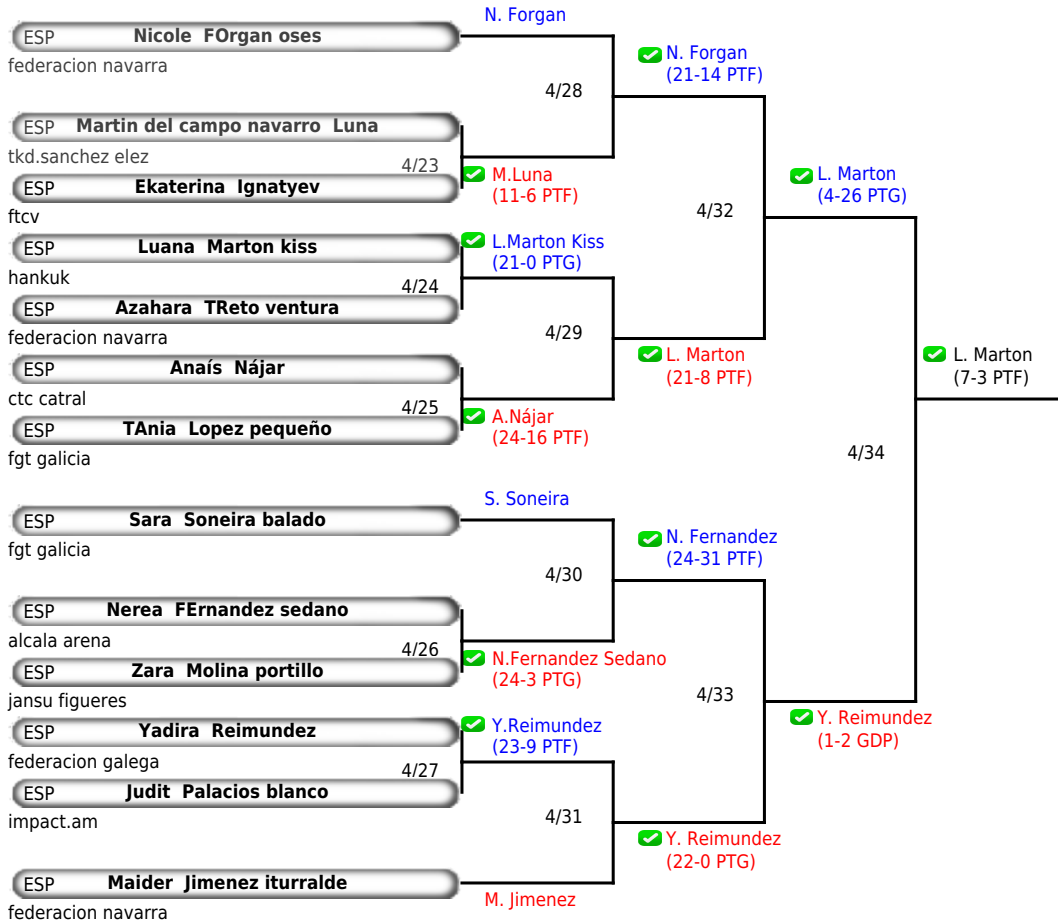 N. Forgan
ESP Nicole FOrgan oses
federacion navarra
N. Forgan
(21-14 PTF)
4/28
ESP Martin del campo navarro Luna
tkd.sanchez elez
4/23
M.Luna
(11-6 PTF)
ESP Ekaterina Ignatyev
ftcv
L. Marton
(4-26 PTG)
4/32
ESP Luana Marton kiss
hankuk
L.Marton Kiss
(21-0 PTG)
4/24
ESP Azahara TReto ventura
federacion navarra
4/29
L. Marton
(21-8 PTF)
L. Marton
(7-3 PTF)
ESP Anaís Nájar
ctc catral
4/25
A.Nájar
(24-16 PTF)
ESP TAnia Lopez pequeño
fgt galicia
4/34
S. Soneira
ESP Sara Soneira balado
fgt galicia
N. Fernandez
(24-31 PTF)
4/30
ESP Nerea FErnandez sedano
alcala arena
4/26
N.Fernandez Sedano
(24-3 PTG)
ESP Zara Molina portillo
jansu figueres
4/33
Y. Reimundez
(1-2 GDP)
ESP Yadira Reimundez
federacion galega
Y.Reimundez
(23-9 PTF)
4/27
ESP Judit Palacios blanco
impact.am
4/31
Y. Reimundez
(22-0 PTG)
ESP Maider Jimenez iturralde
federacion navarra
M. Jimenez